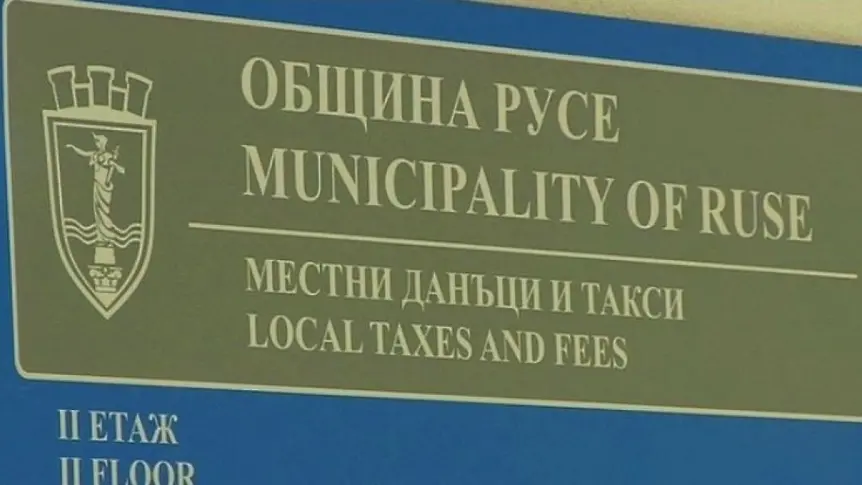 ОБЩИНА РУСЕ
MUNICIPALITY OF RUSE
МЕСТНИ ДАНЪЦИ И ТАКСИ
LOCAL TAXES AND FEES
II ЕТАЖ
II FLOOR